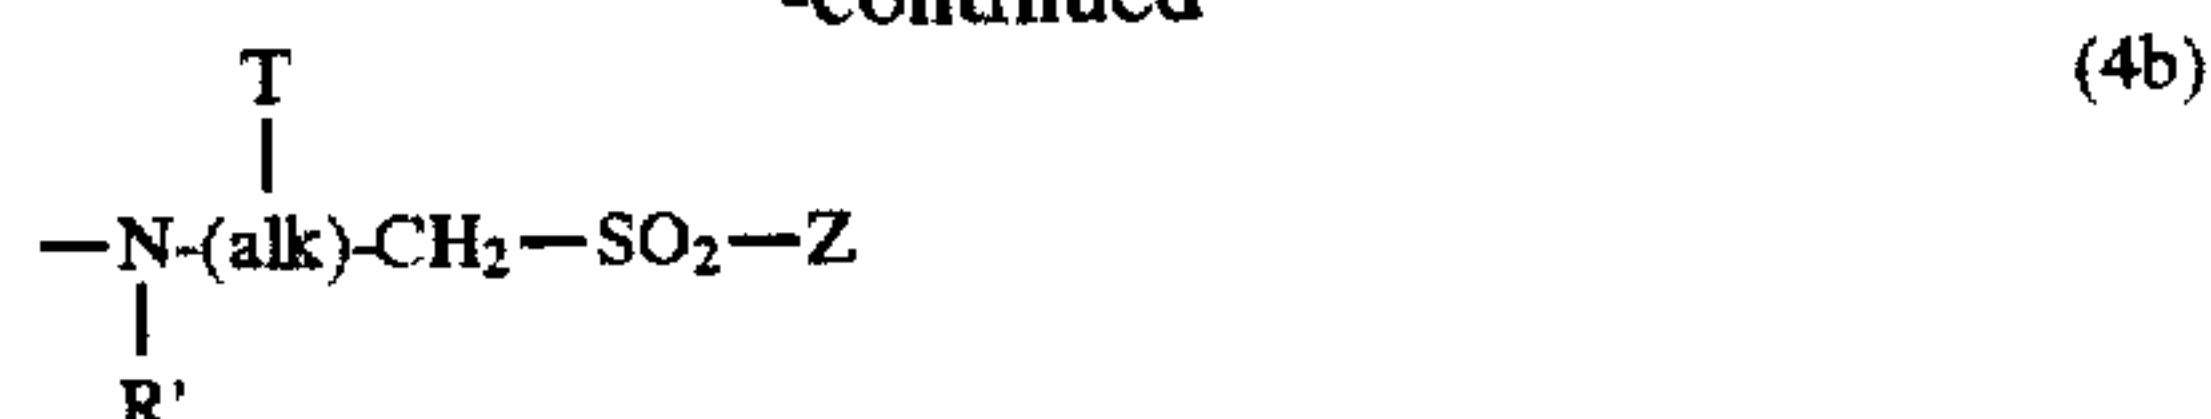 -continued
T
(4b)
—N-(alk)-CH₂—SO₂—Z
R'